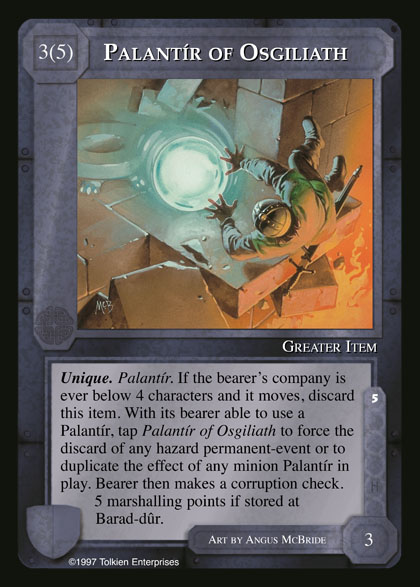 3(5)
PALANTÍR OF OSGILIATH
McB
GREATER ITEM
Unique. Palantír. If the bearer's company is
ever below 4 characters and it moves, discard
this item. With its bearer able to use a
Palantír, tap Palantír of Osgiliath to force the
discard of any hazard permanent-event or to
duplicate the effect of any minion Palantír in
play. Bearer then makes a corruption check.
5 marshalling points if stored at
Barad-dûr.
5
H
ART BY ANGUS MCBRIDE
3
©1997 Tolkien Enterprises